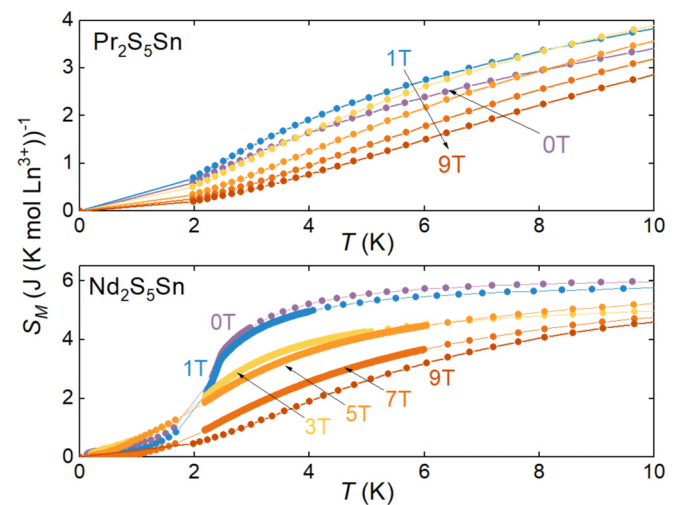 Pr2S5Sn
1T
0T
9T
4
3
2
1
0
0 2 4 6 8 10
T (K)
SM (J (K mol Ln3+))-1
Nd2S5Sn
0T
1T
3T
5T
7T
9T
6
4
2
0
0 2 4 6 8 10
T (K)